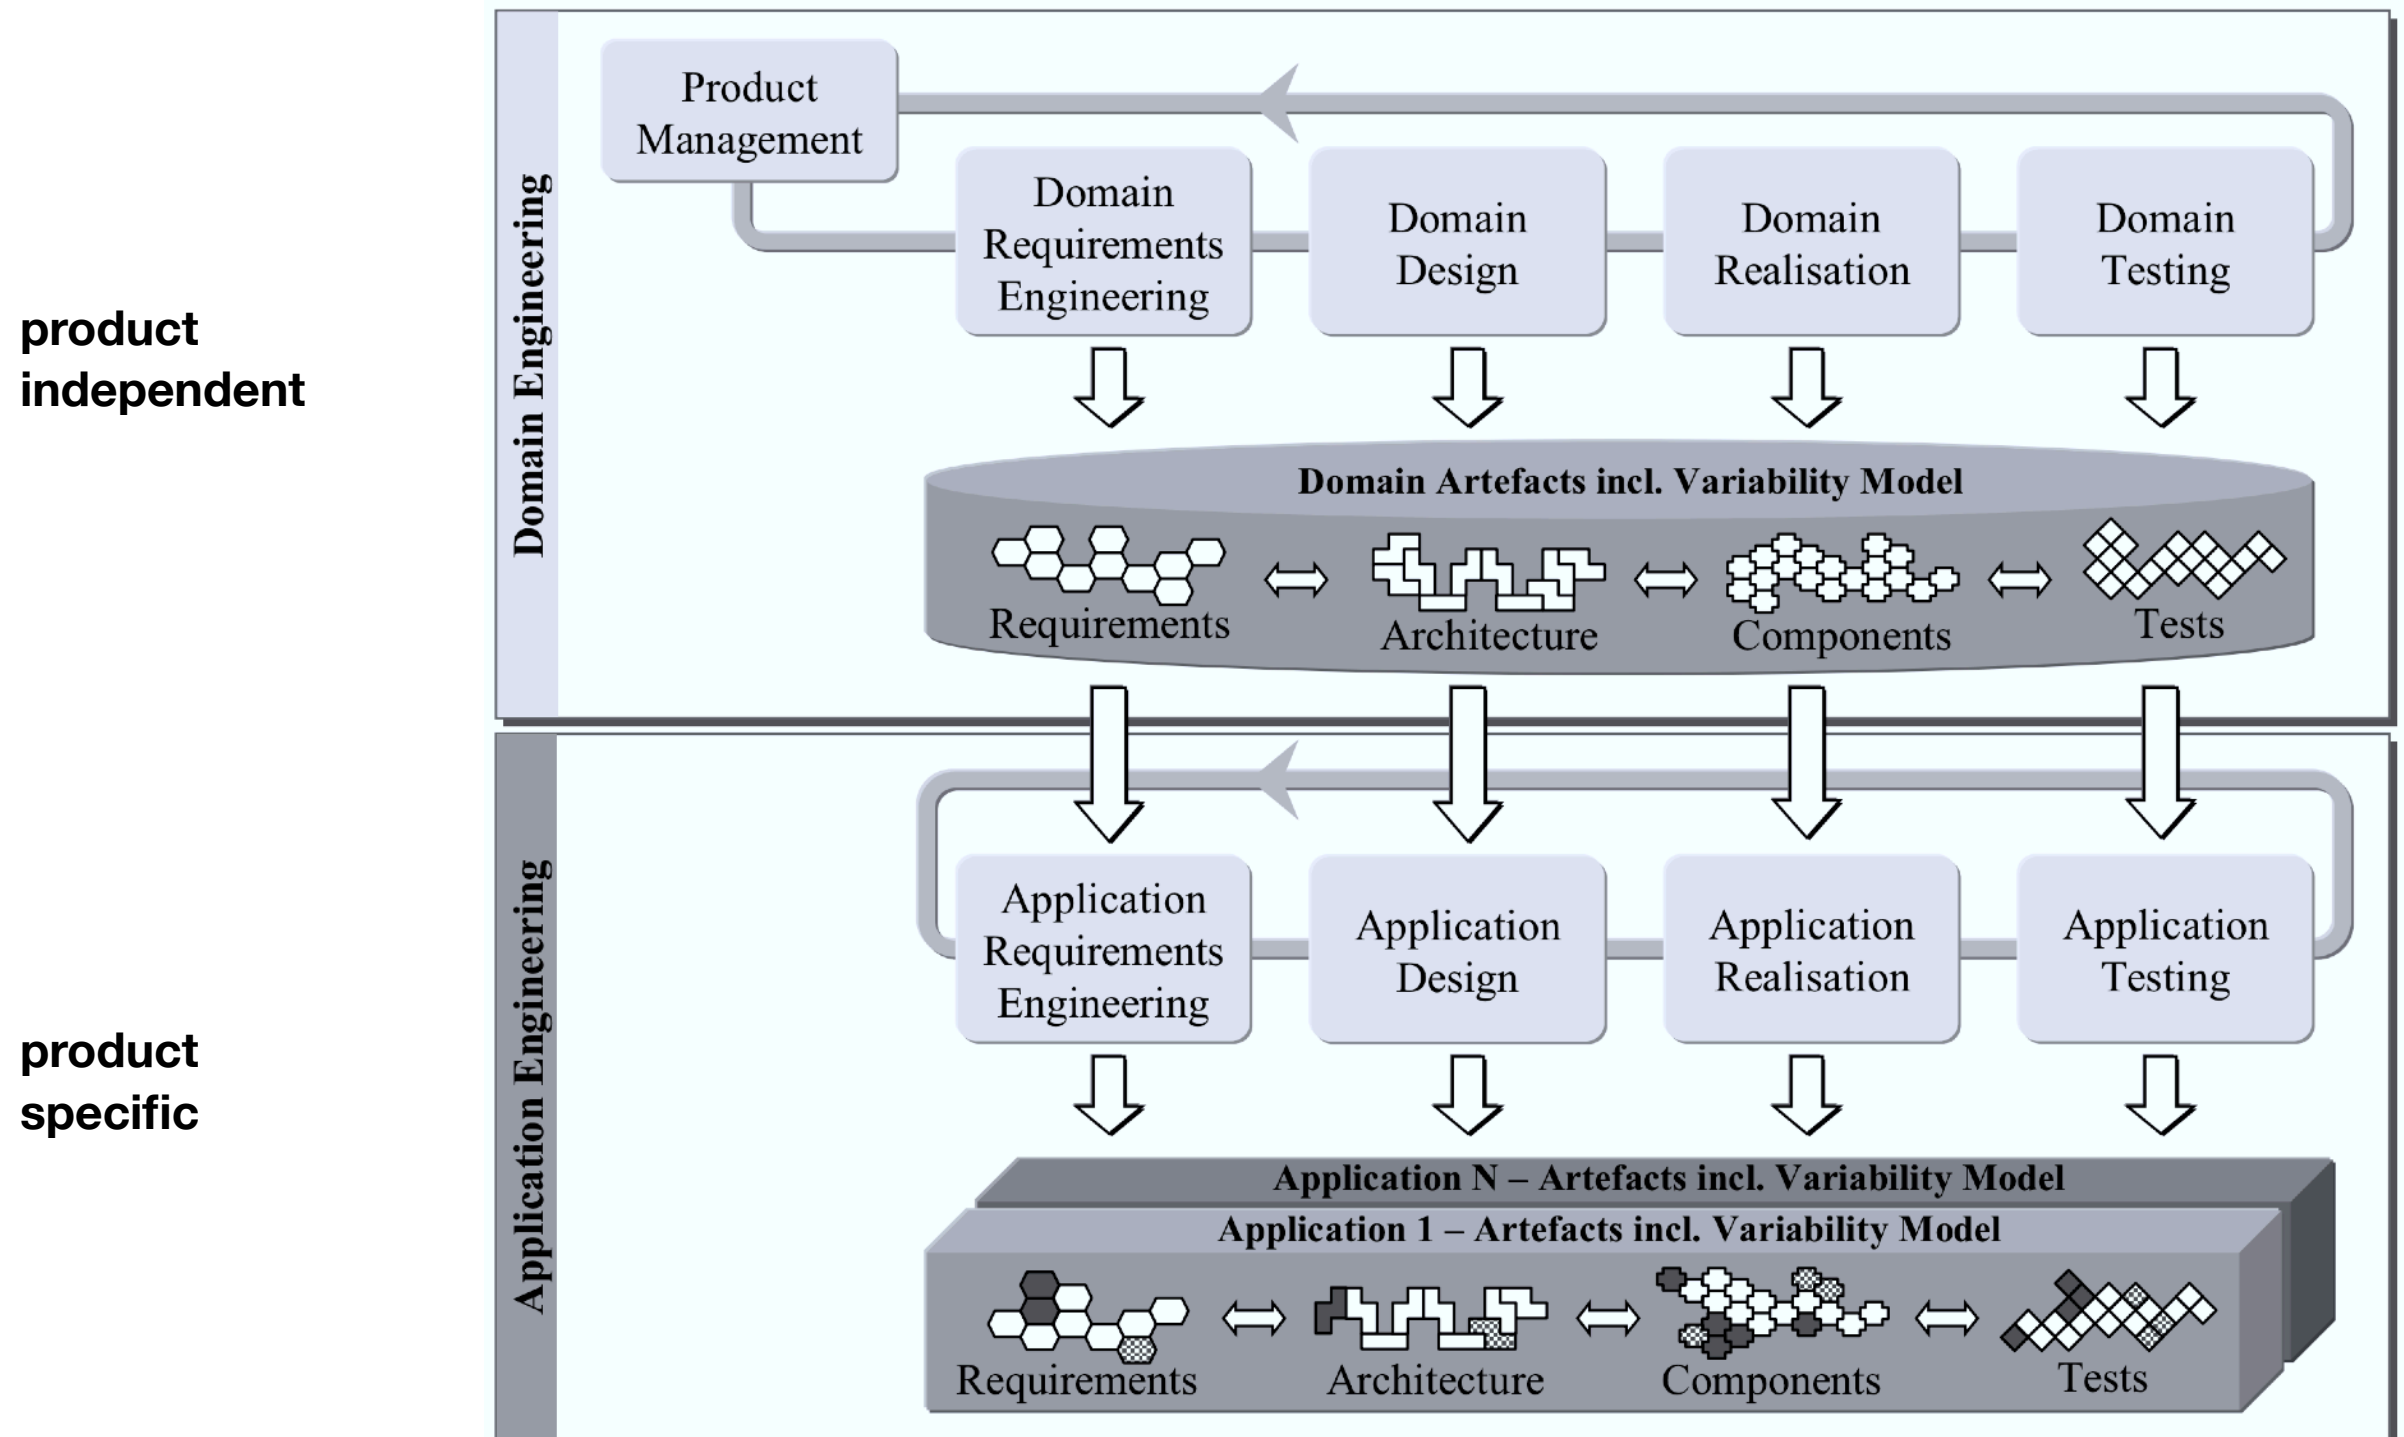 product
independent
Domain Engineering
Product
Management
Domain
Requirements
Engineering
Domain
Design
Domain
Realisation
Domain
Testing
Domain Artefacts incl. Variability Model
Requirements
Architecture
Components
Tests
product
specific
Application Engineering
Application
Requirements
Engineering
Application
Design
Application
Realisation
Application
Testing
Application N – Artefacts incl. Variability Model
Application 1 – Artefacts incl. Variability Model
Requirements
Architecture
Components
Tests